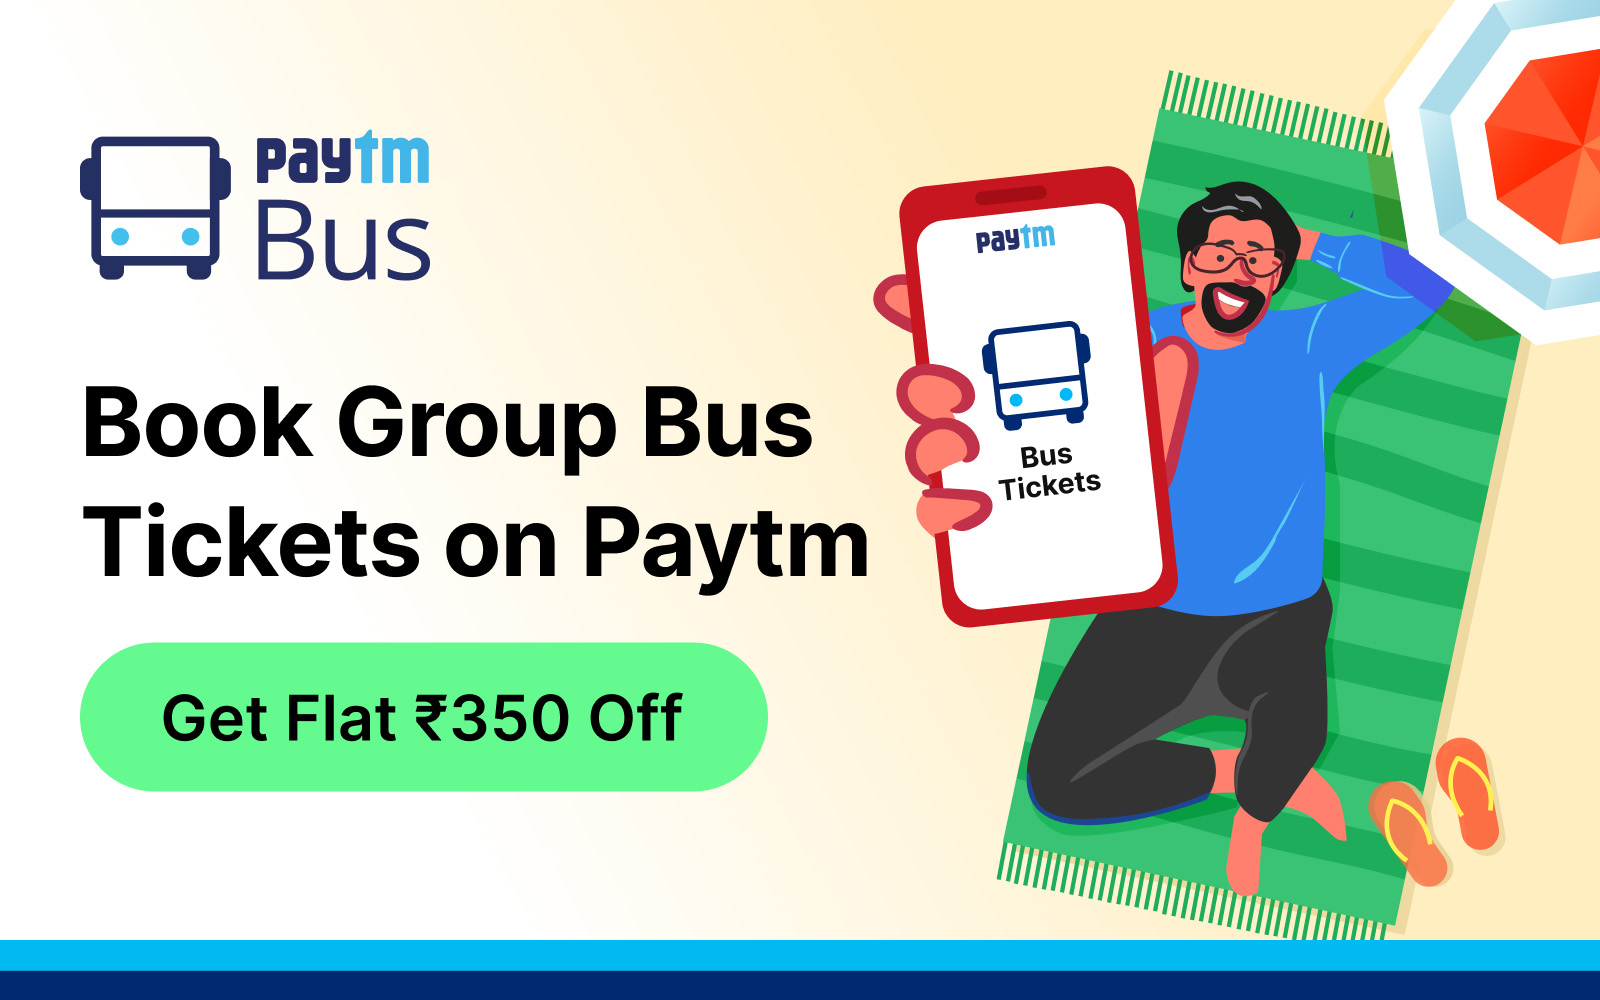 paytm
Bus
Book Group Bus
Tickets on Paytm
Get Flat ₹350 Off
paytm
Bus
Tickets